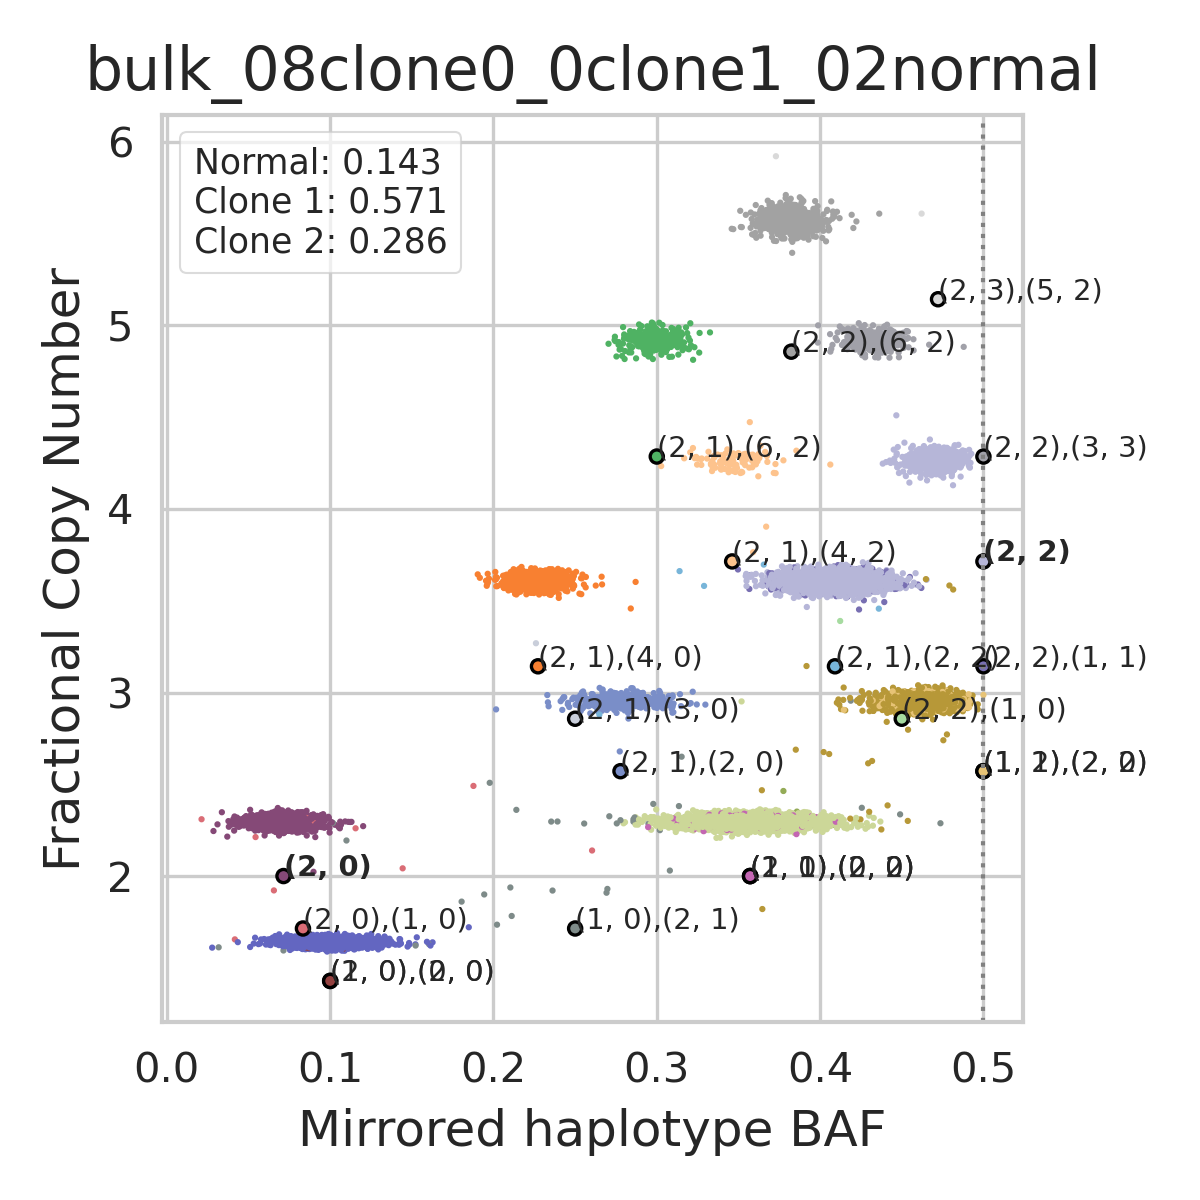 bulk_08clone0_0clone1_02normal
Normal: 0.143
Clone 1: 0.571
Clone 2: 0.286
Fractional Copy Number
6
5
4
3
2
(2, 3),(5, 2)
(2, 2),(6, 2)
(2, 1),(6, 2)
(2, 2),(3, 3)
(2, 1),(4, 2)
(2, 2)
(2, 1),(4, 0)
(2, 1),(2, 2)
(2, 2),(1, 1)
(2, 1),(3, 0)
(2, 2),(1, 0)
(2, 1),(2, 0)
(2, 0)
(2, 0),(1, 0)
(1, 0),(2, 1)
0.0
0.1
0.2
0.3
0.4
0.5
Mirrored haplotype BAF